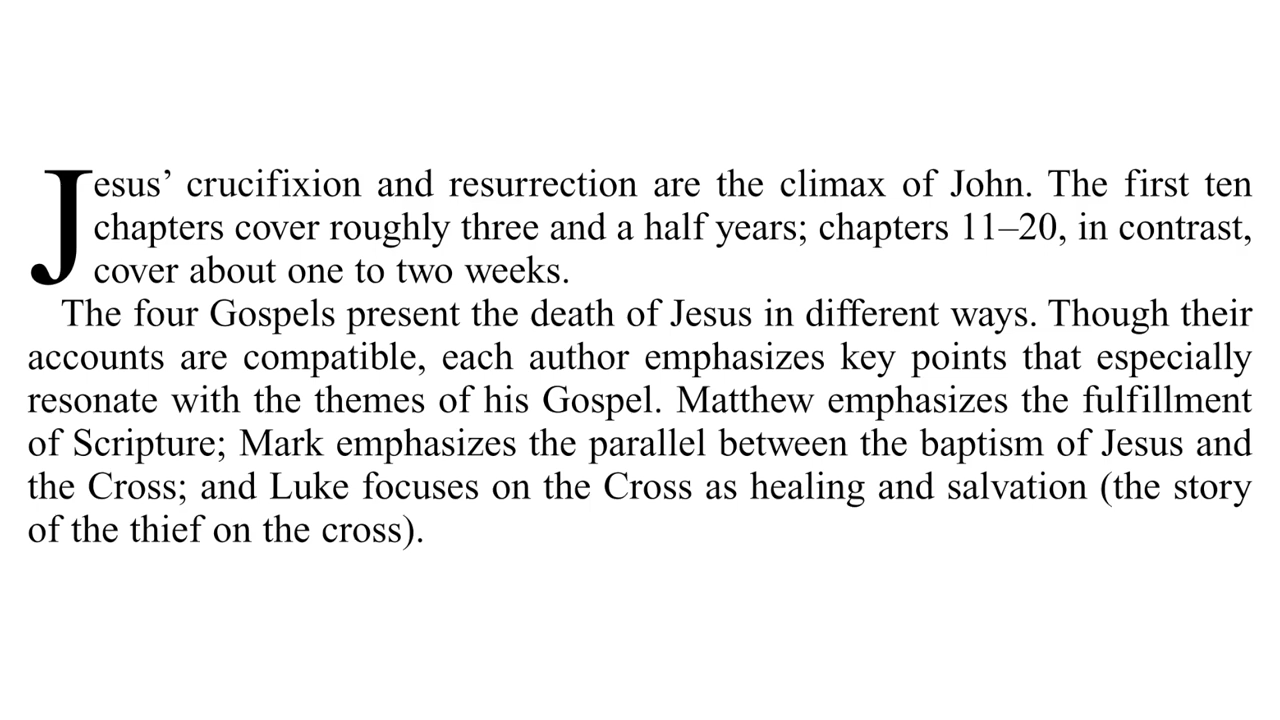 Jesus’ crucifixion and resurrection are the climax of John. The first ten
chapters cover roughly three and a half years; chapters 11–20, in contrast,
cover about one to two weeks.
The four Gospels present the death of Jesus in different ways. Though their
accounts are compatible, each author emphasizes key points that especially
resonate with the themes of his Gospel. Matthew emphasizes the fulfillment
of Scripture; Mark emphasizes the parallel between the baptism of Jesus and
the Cross; and Luke focuses on the Cross as healing and salvation (the story
of the thief on the cross).